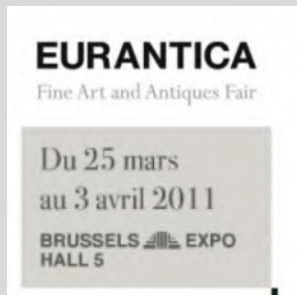 EURANTICA
Fine Art and Antiques Fair
Du 25 mars
au 3 avril 2011
BRUSSELS EXPO
HALL 5